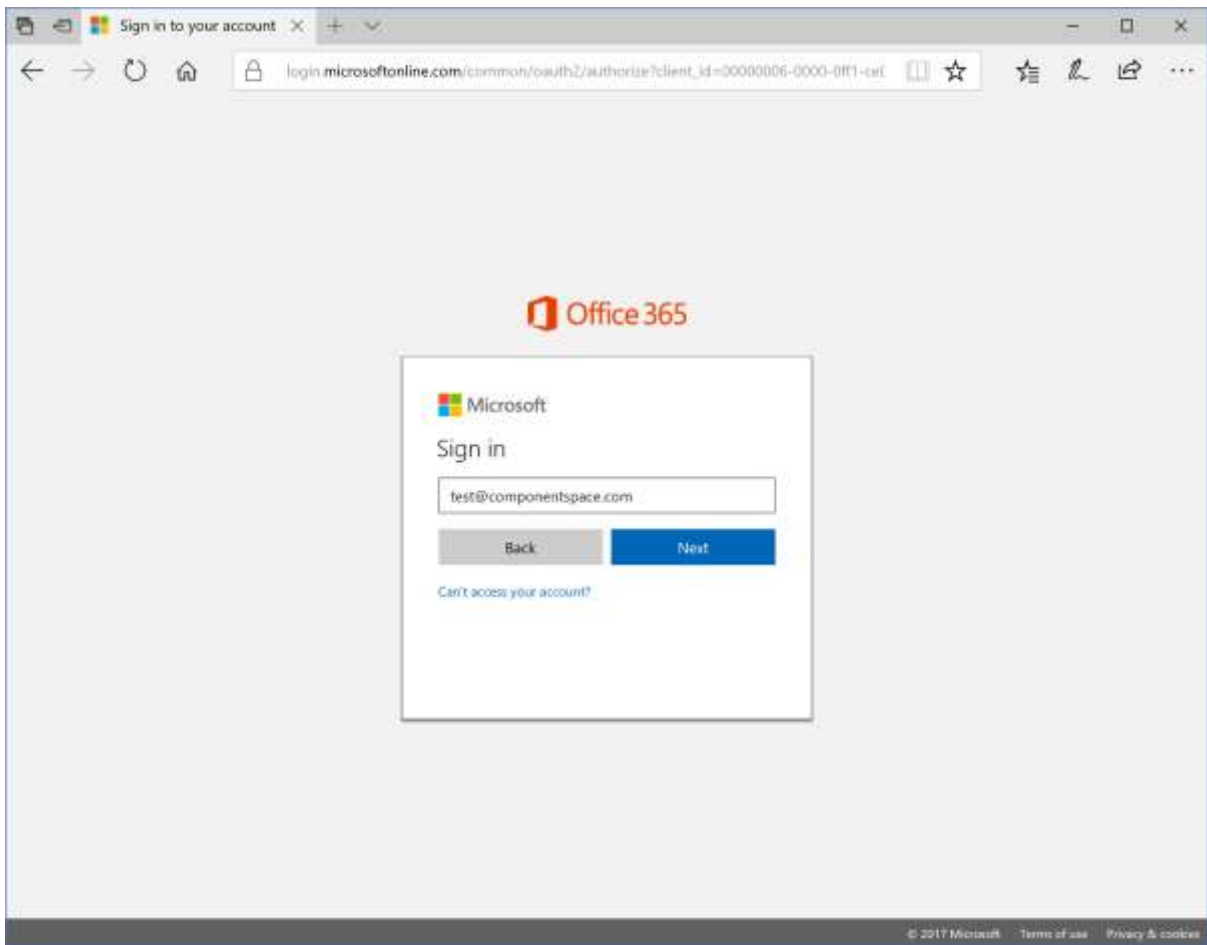 Sign in to your account
login.microsoftonline.com/common/oauth2/authorize?client_id=00000006-0000-0ff1-ce0
Office 365
Microsoft
Sign in
test@componentspace.com
Back Next
Can't access your account?
© 2017 Microsoft Terms of use Privacy & cookies